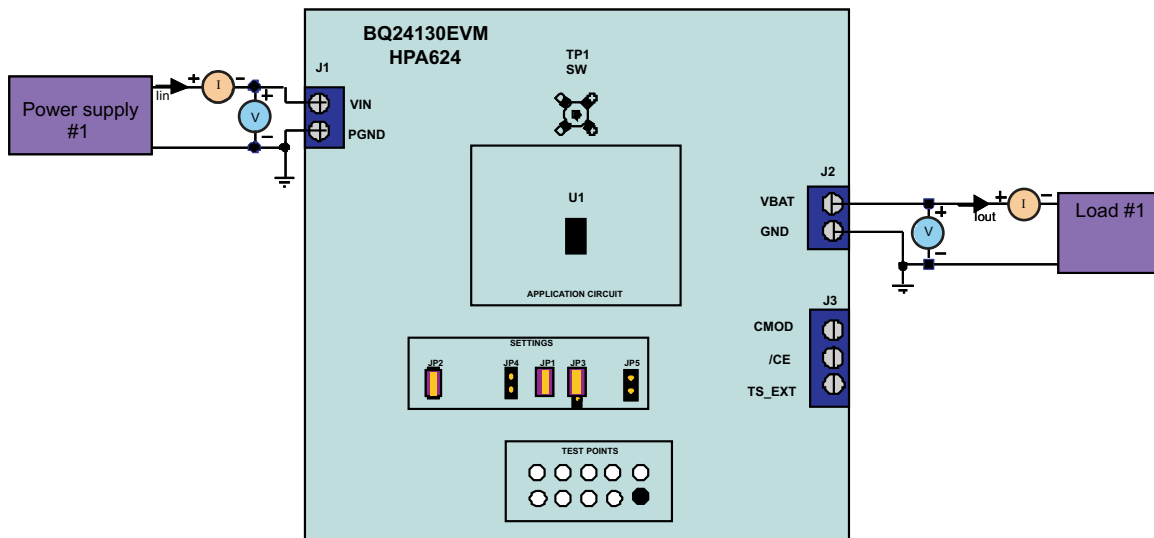 BQ24130EVM
HPA624
TP1
SW
J1
VIN
PGND
Power supply
#1
Iin
+
I
−
+
V
−
U1
APPLICATION CIRCUIT
J2
VBAT
GND
+
V
−
Iout
+
I
−
Load #1
J3
CMOD
/CE
TS_EXT
SETTINGS
JP2
JP4
JP1
JP3
JP5
TEST POINTS